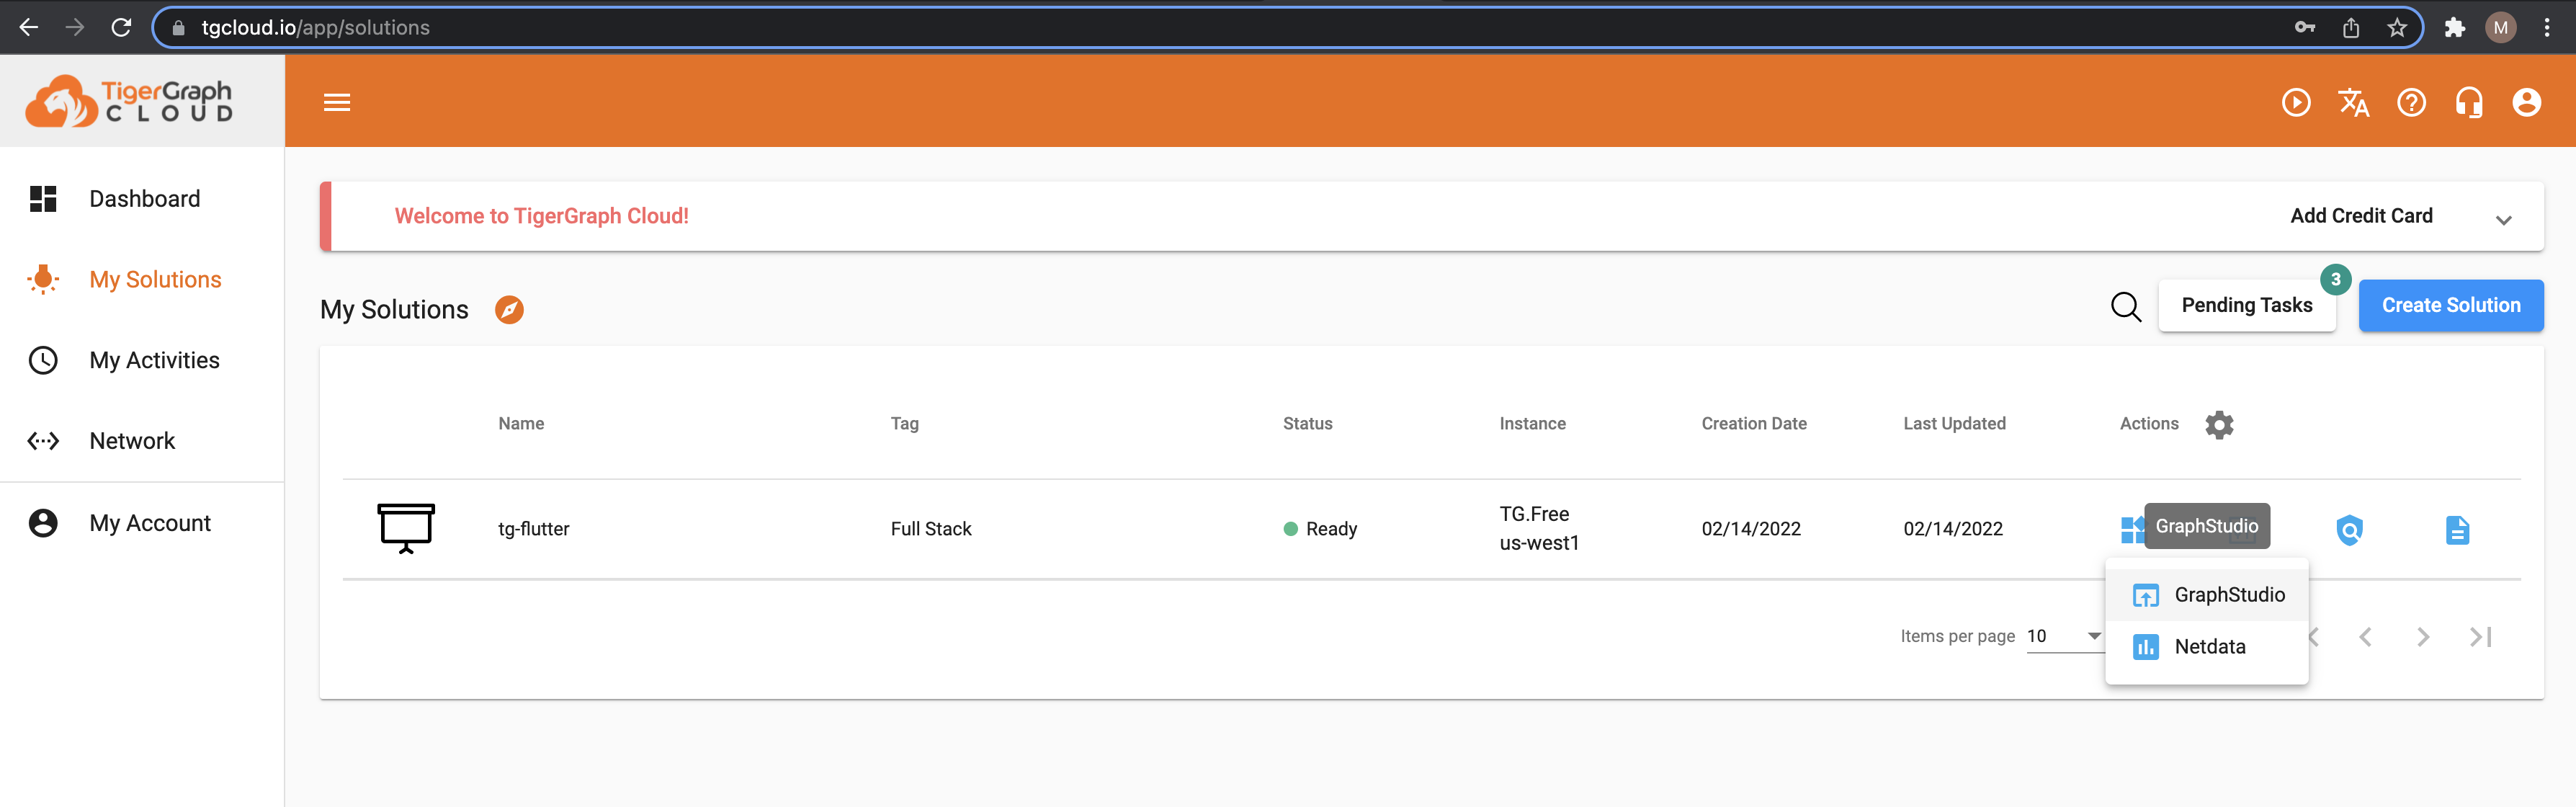 tgcloud.io/app/solutions
M
TigerGraph
CLOUD
Dashboard
My Solutions
My Activities
Network
My Account
Welcome to TigerGraph Cloud!
Add Credit Card
My Solutions
3
Pending Tasks
Create Solution
Name Tag Status Instance Creation Date Last Updated Actions
tg-flutter Full Stack Ready TG.Free
us-west1 02/14/2022 02/14/2022
GraphStudio
GraphStudio
Netdata
Items per page 10